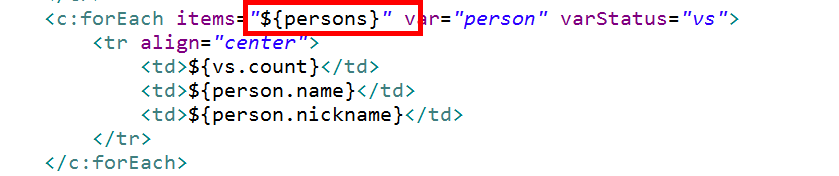 <c:forEach items="${persons}" var="person" varStatus="vs">
<tr align="center">
<td>${vs.count}</td>
<td>${person.name}</td>
<td>${person.nickname}</td>
</tr>
</c:forEach>